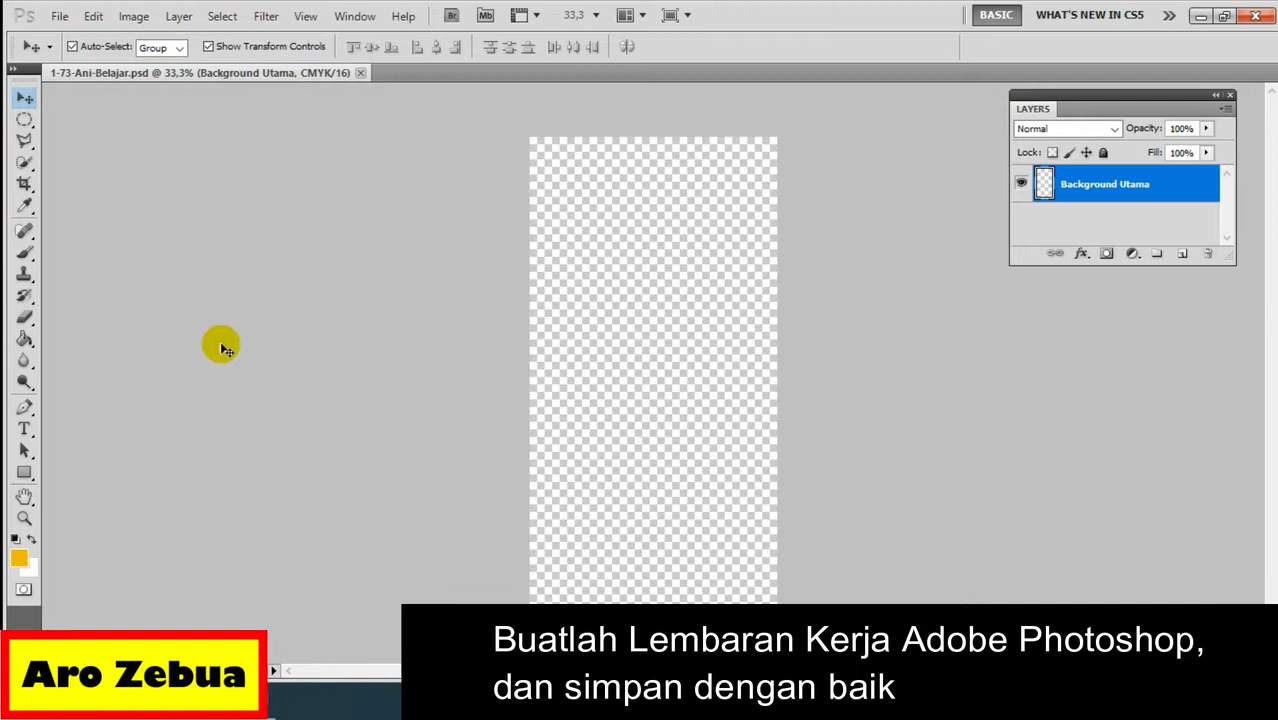 Ps File Edit Image Layer Select Filter View Window Help Br Mb 33,3 BASIC WHAT'S NEW IN CS5
Auto-Select: Group Show Transform Controls
1-73-Ani-Belajar.psd @ 33,3% (Background Utama, CMYK/16)
LAYERS
Normal Opacity: 100%
Lock: Fill: 100%
Background Utama
fx
T
Buatlah Lembaran Kerja Adobe Photoshop,
dan simpan dengan baik
Aro Zebua